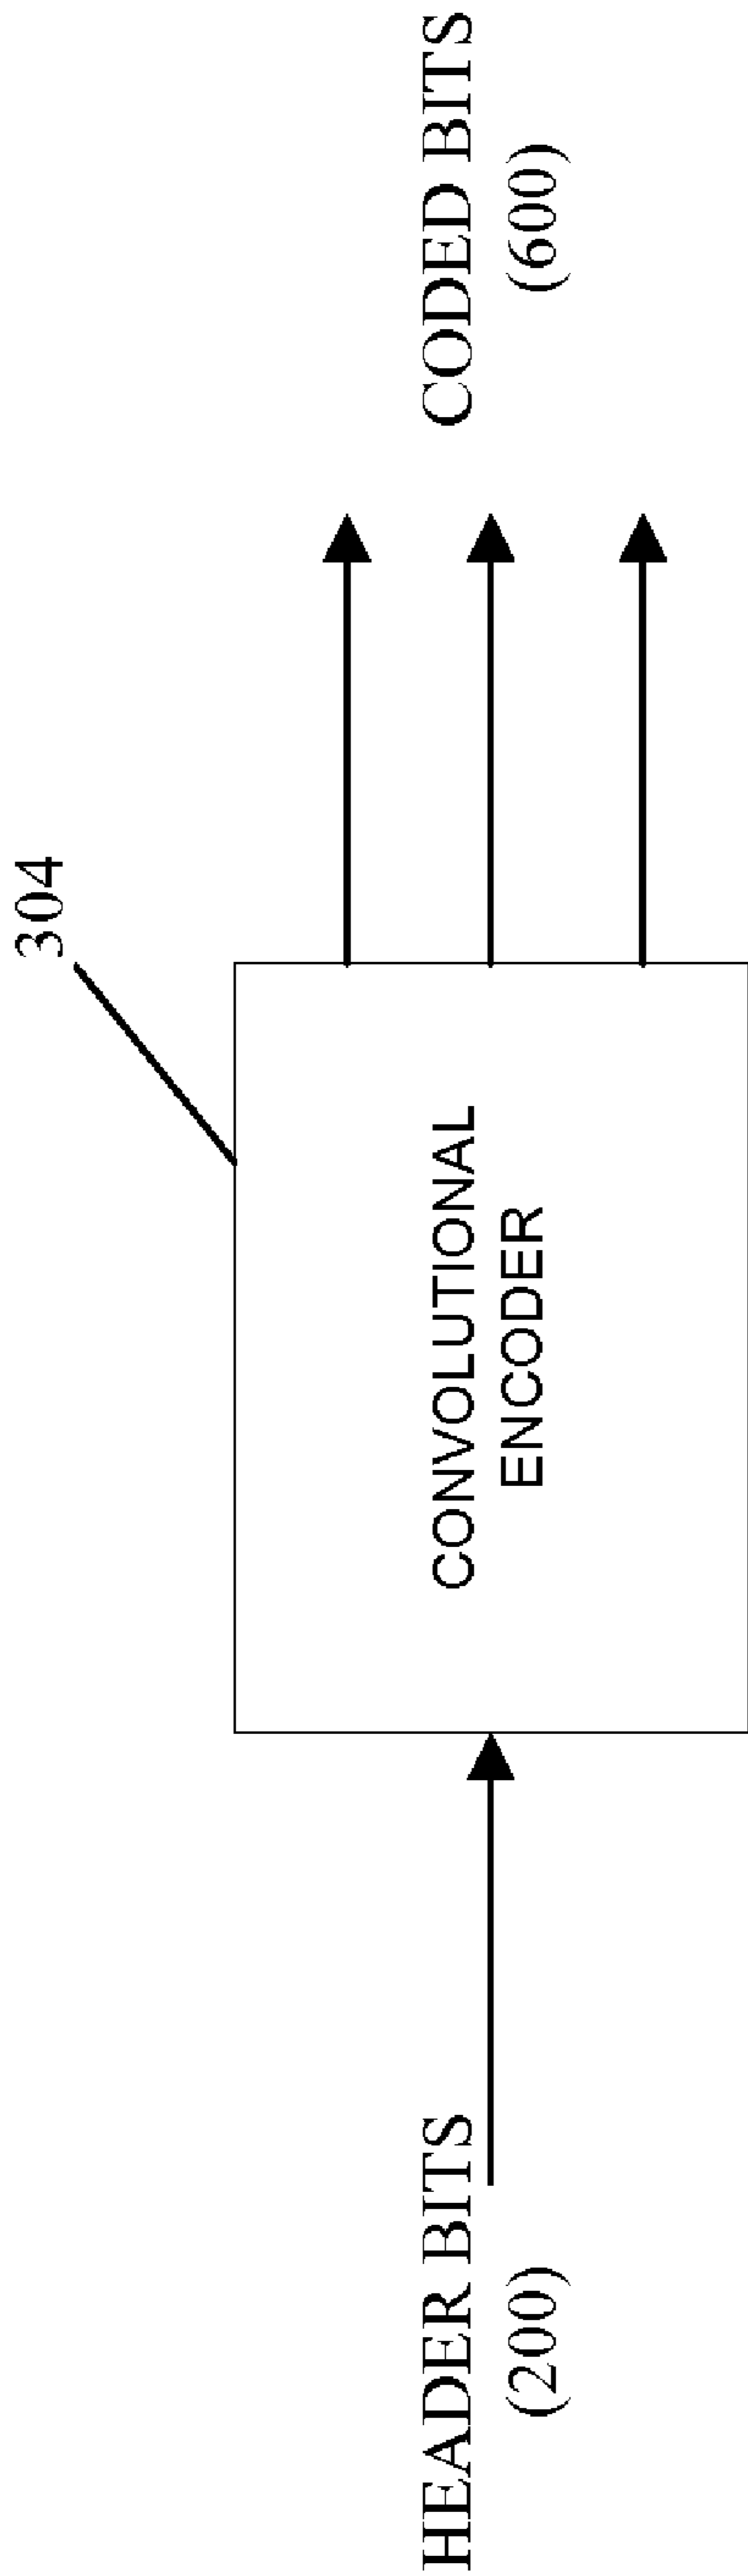 304
HEADER BITS
(200)
CONVOLUTIONAL
ENCODER
CODED BITS
(600)